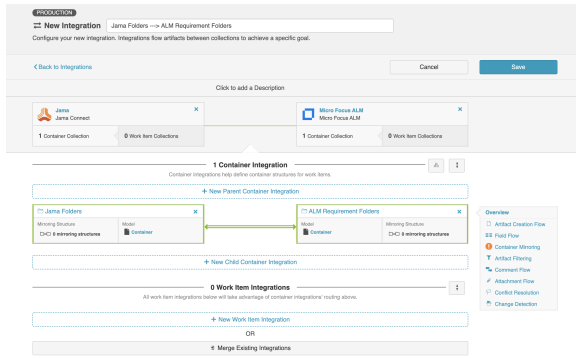 PRODUCTION
New Integration
Jama Folders ---> ALM Requirement Folders
Configure your new integration. Integrations flow artifacts between collections to achieve a specific goal.
Back to Integrations
Cancel
Save
Click to add a Description
Jama
Jama Connect
1 Container Collection
0 Work Item Collections
Micro Focus ALM
Micro Focus ALM
1 Container Collection
0 Work Item Collections
1 Container Integration
Container integrations help define container structures for work items.
+ New Parent Container Integration
Jama Folders
Mirroring Structure
0 mirroring structures
Model
Container
ALM Requirement Folders
Model
Container
Mirroring Structure
0 mirroring structures
+ New Child Container Integration
0 Work Item Integrations
All work item integrations below will take advantage of container integrations' routing above.
+ New Work Item Integration
OR
Merge Existing Integrations
Overview
Artifact Creation Flow
Field Flow
Container Mirroring
Artifact Filtering
Comment Flow
Attachment Flow
Conflict Resolution
Change Detection